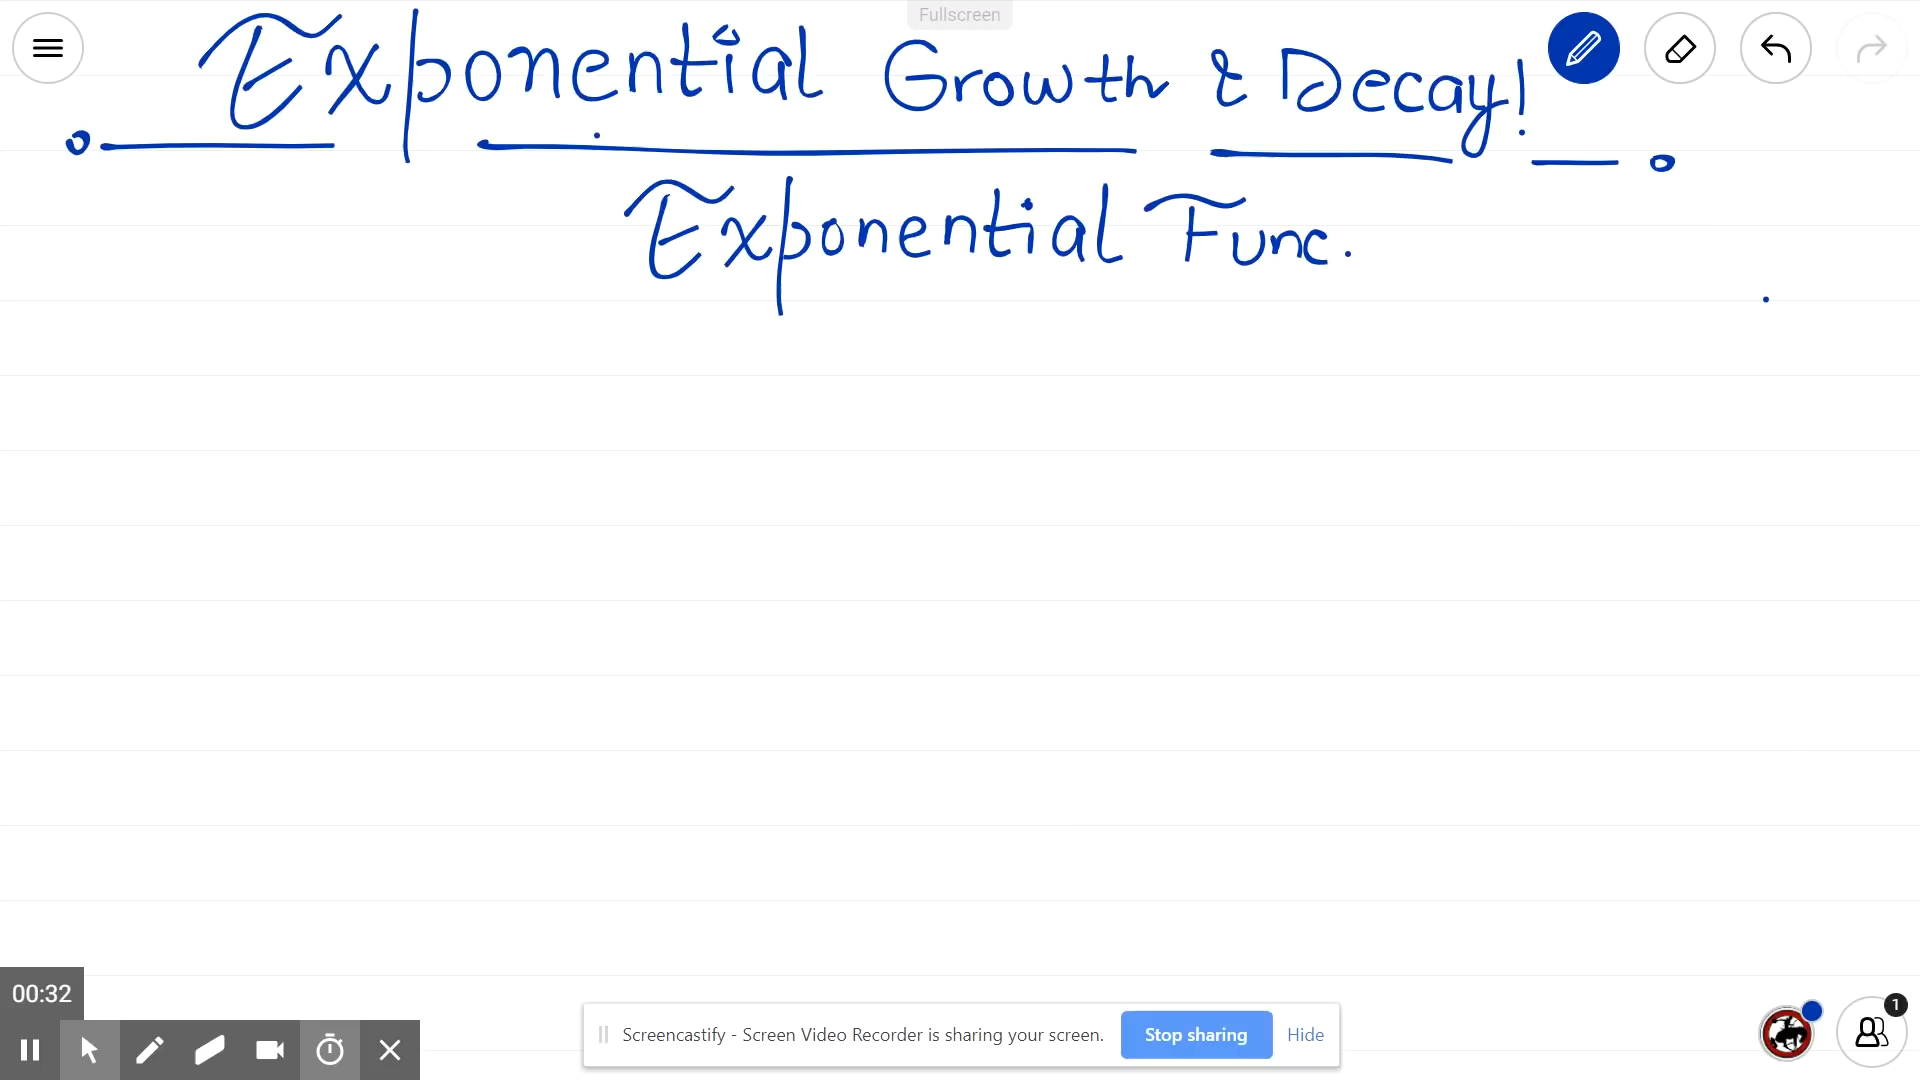 Fullscreen
Exponential Growth & Decay!
Exponential Func.
00:32
Screencastify - Screen Video Recorder is sharing your screen. Stop sharing Hide
1